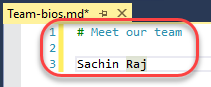 Team-bios.md*
1 # Meet our team
2
3 Sachin Raj